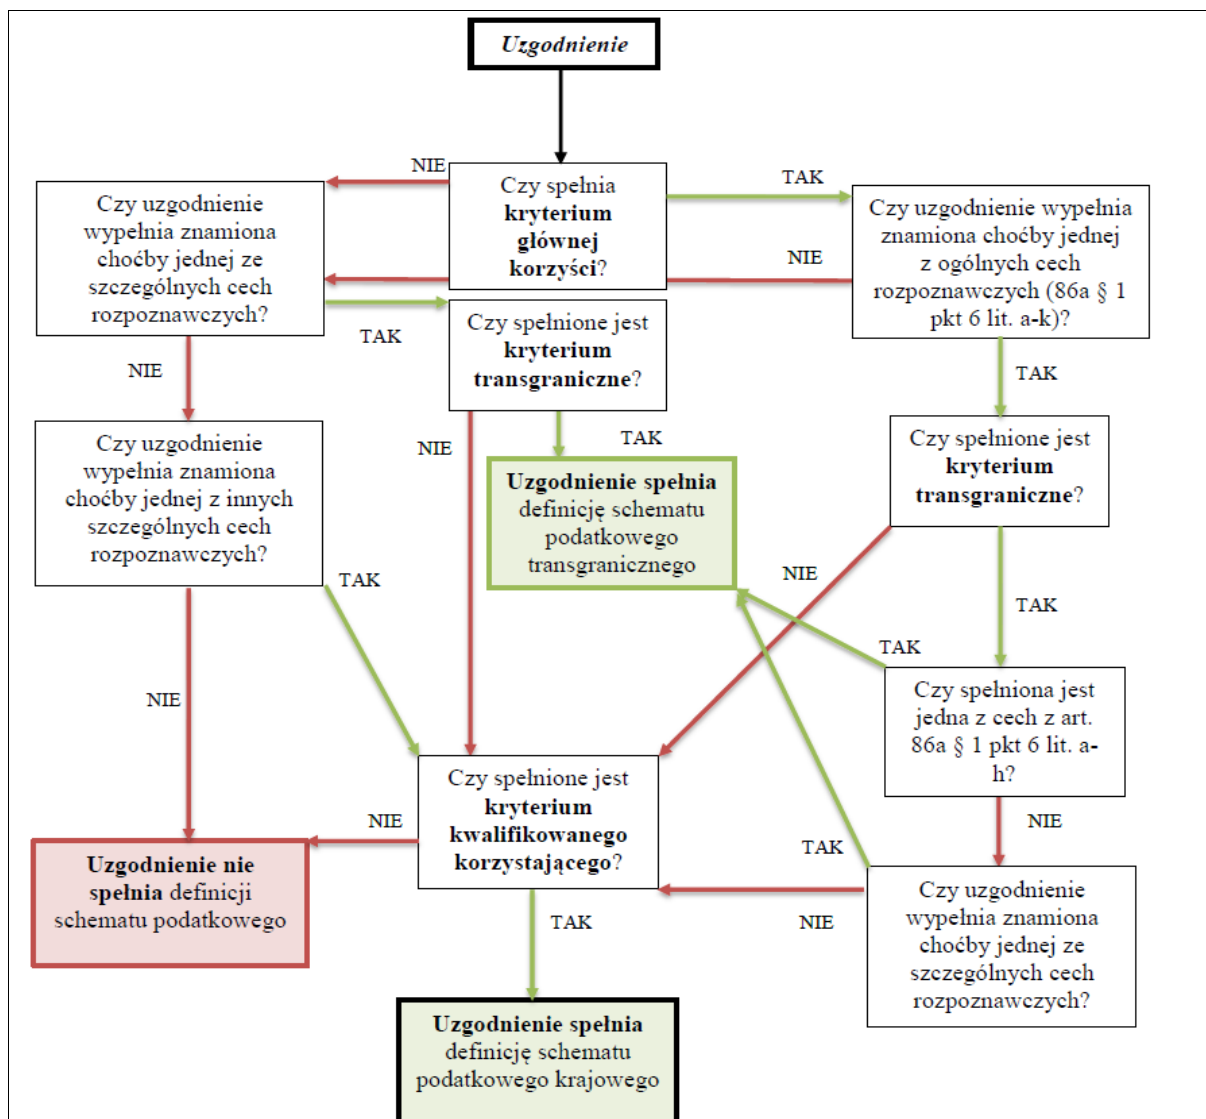 Uzgodnienie
NIE
TAK
Czy spełnia
kryterium
głównej
korzyści?
Czy uzgodnienie
wypełnia znamiona
choćby jednej ze
szczególnych cech
rozpoznawczych?
Czy uzgodnienie wypełnia
znamiona choćby jednej
z ogólnych cech
rozpoznawczych (86a § 1
pkt 6 lit. a-k)?
NIE
TAK
Czy spełnione jest
kryterium
transgraniczne?
NIE
TAK
Czy uzgodnienie
wypełnia znamiona
choćby jednej z innych
szczególnych cech
rozpoznawczych?
NIE
TAK
Czy spełnione jest
kryterium
transgraniczne?
Uzgodnienie spełnia
definicję schematu
podatkowego
transgranicznego
TAK
NIE
TAK
TAK
NIE
Czy spełniona jest
jedna z cech z art.
86a § 1 pkt 6 lit. a-
h?
Czy spełnione jest
kryterium
kwalifikowanego
korzystającego?
NIE
NIE
TAK
Uzgodnienie nie
spełnia definicji
schematu podatkowego
Czy uzgodnienie
wypełnia znamiona
choćby jednej ze
szczególnych cech
rozpoznawczych?
TAK
NIE
Uzgodnienie spełnia
definicję schematu
podatkowego krajowego